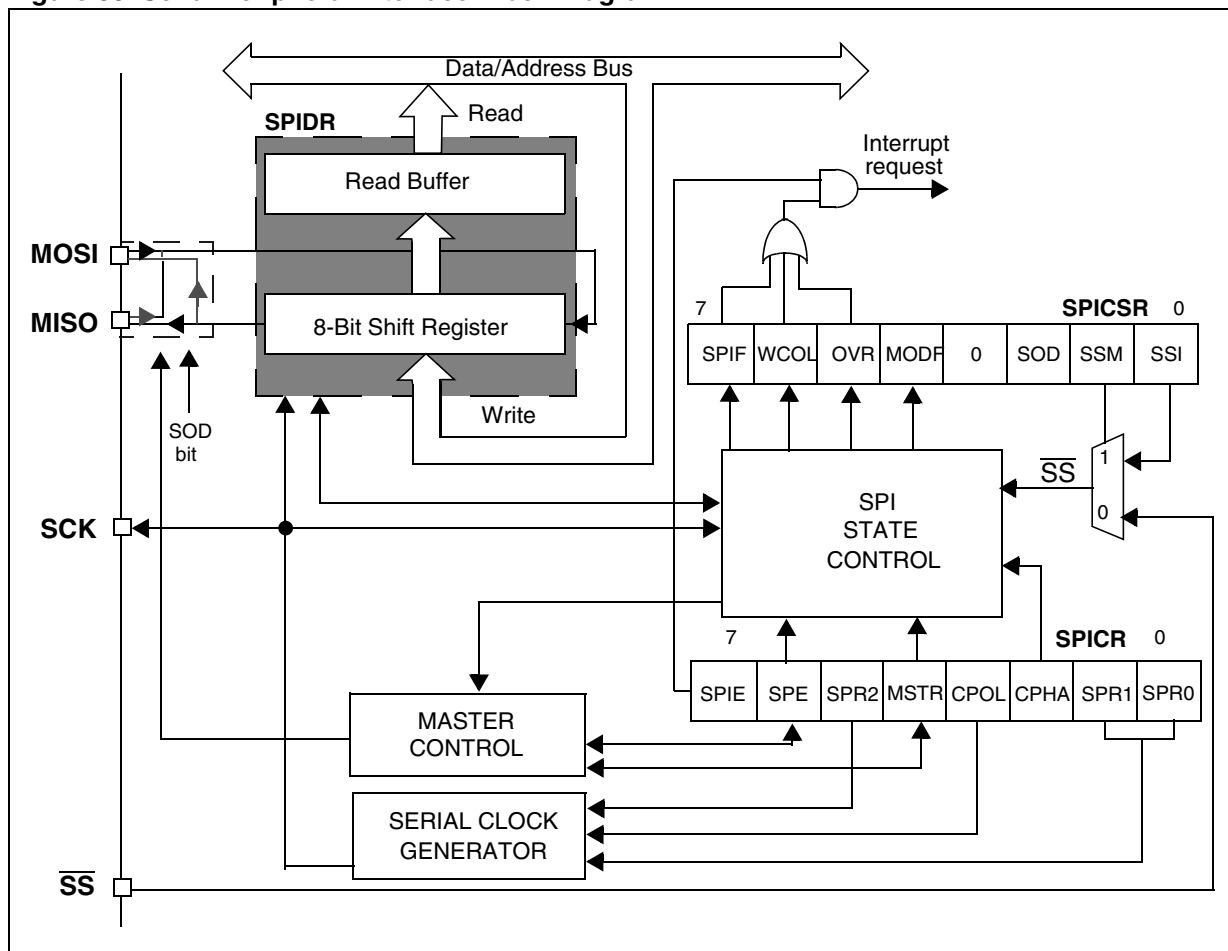 Data/Address Bus
SPIDR
Read
Read Buffer
Interrupt
request
MOSI
MISO
8-Bit Shift Register
7
SPICSR
0
SPIF
WCOL
OVR
MODF
0
SOD
SSM
SSI
Write
SOD
bit
1
SS
0
SCK
SPI
STATE
CONTROL
7
SPICR
0
SPIE
SPE
SPR2
MSTR
CPOL
CPHA
SPR1
SPR0
MASTER
CONTROL
SERIAL CLOCK
GENERATOR
SS